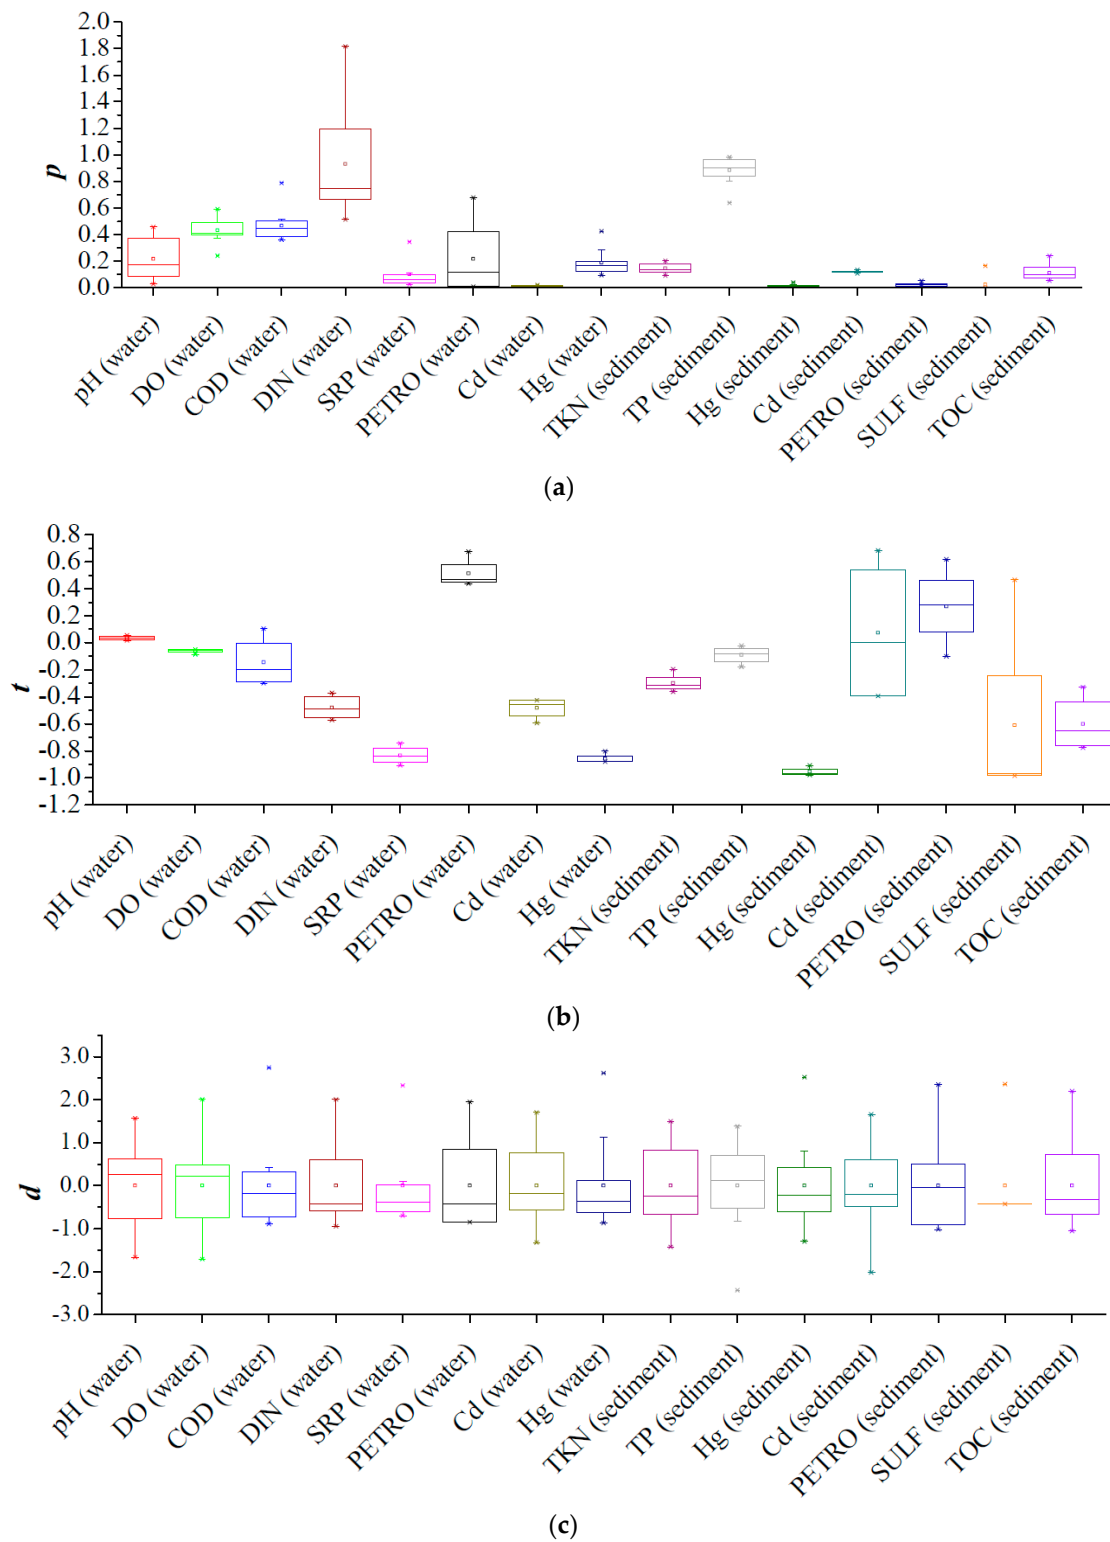 2.0
1.8
1.6
1.4
1.2
1.0
0.8
0.6
0.4
0.2
0.0
p
pH (water)
DO (water)
COD (water)
DIN (water)
SRP (water)
PETRO (water)
Cd (water)
Hg (water)
TKN (sediment)
TP (sediment)
Hg (sediment)
Cd (sediment)
PETRO (sediment)
SULF (sediment)
TOC (sediment)
(a)
0.8
0.6
0.4
0.2
0.0
-0.2
-0.4
-0.6
-0.8
-1.0
-1.2
t
pH (water)
DO (water)
COD (water)
DIN (water)
SRP (water)
PETRO (water)
Cd (water)
Hg (water)
TKN (sediment)
TP (sediment)
Hg (sediment)
Cd (sediment)
PETRO (sediment)
SULF (sediment)
TOC (sediment)
(b)
3.0
2.0
1.0
0.0
-1.0
-2.0
-3.0
d
pH (water)
DO (water)
COD (water)
DIN (water)
SRP (water)
PETRO (water)
Cd (water)
Hg (water)
TKN (sediment)
TP (sediment)
Hg (sediment)
Cd (sediment)
PETRO (sediment)
SULF (sediment)
TOC (sediment)
(c)